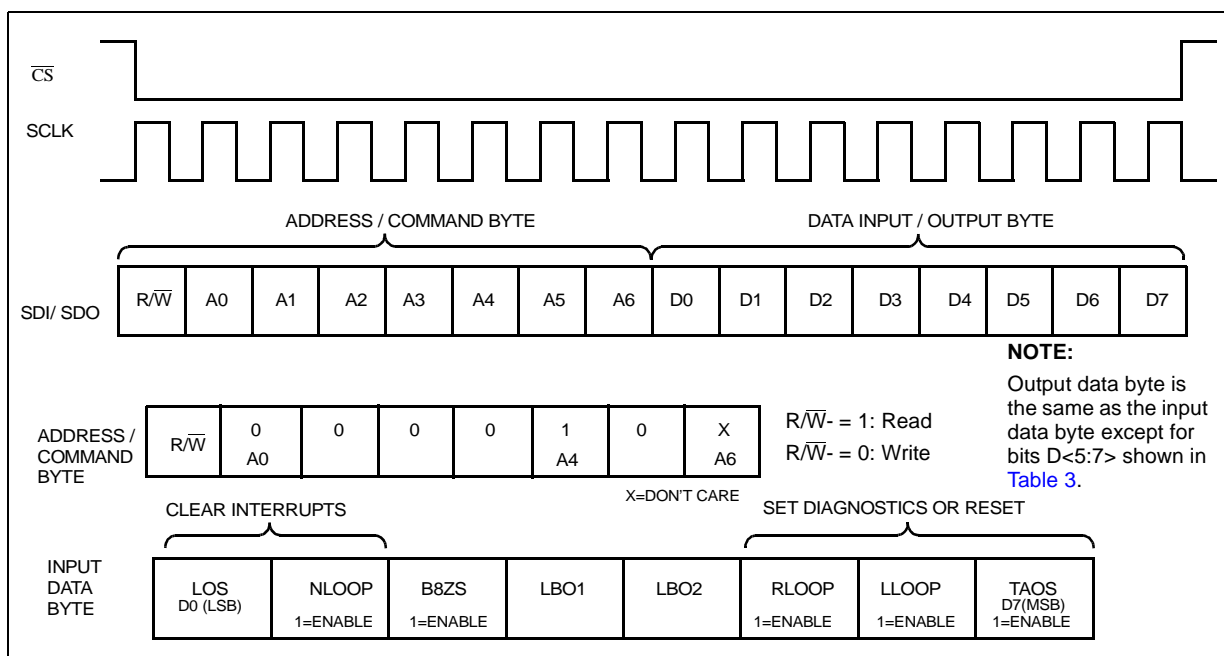 CS
SCLK
ADDRESS / COMMAND BYTE
DATA INPUT / OUTPUT BYTE
SDI/ SDO
R/W A0 A1 A2 A3 A4 A5 A6 D0 D1 D2 D3 D4 D5 D6 D7
NOTE:
Output data byte is
the same as the input
data byte except for
bits D<5:7> shown in
Table 3.
ADDRESS /
COMMAND
BYTE
R/W 0 0 0 0 1 0 X
A0 A4 A6
R/W- = 1: Read
R/W- = 0: Write
X=DON'T CARE
CLEAR INTERRUPTS
SET DIAGNOSTICS OR RESET
INPUT
DATA
BYTE
LOS NLOOP B8ZS LBO1 LBO2 RLOOP LLOOP TAOS
D0 (LSB) D7(MSB)
1=ENABLE 1=ENABLE 1=ENABLE 1=ENABLE 1=ENABLE